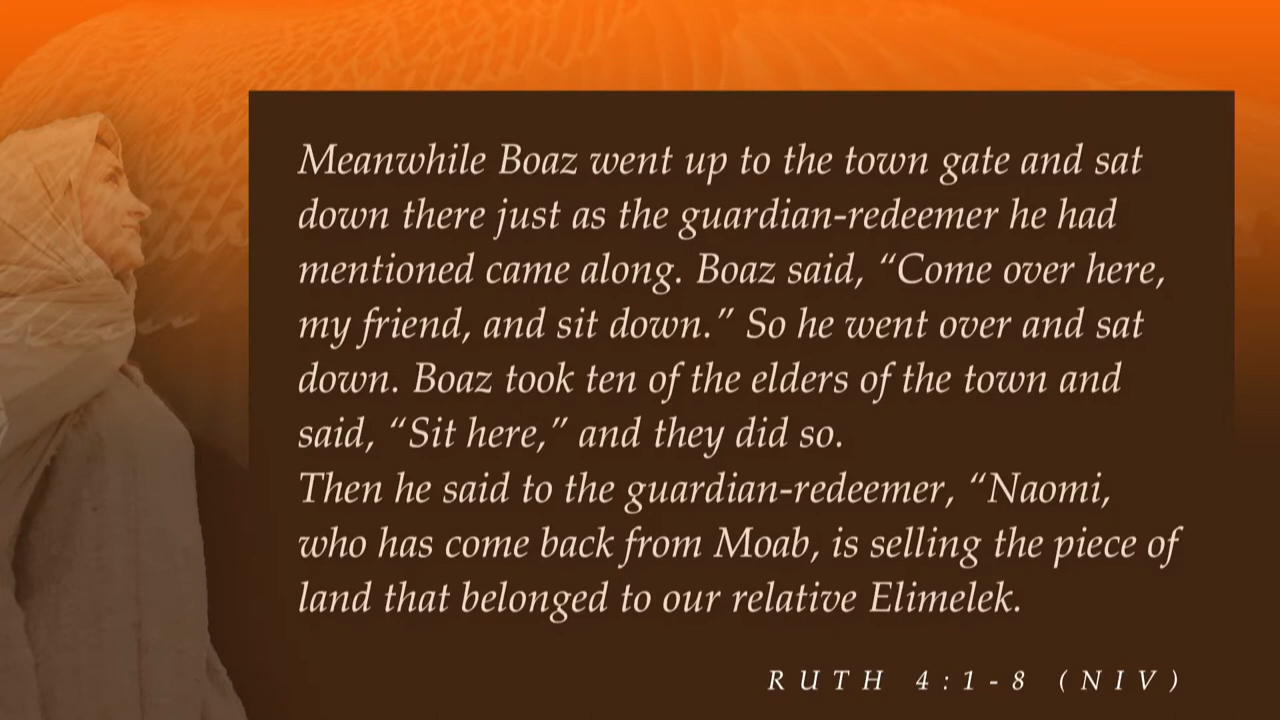 Meanwhile Boaz went up to the town gate and sat
down there just as the guardian-redeemer he had
mentioned came along. Boaz said, “Come over here,
my friend, and sit down.” So he went over and sat
down. Boaz took ten of the elders of the town and
said, “Sit here,” and they did so.
Then he said to the guardian-redeemer, “Naomi,
who has come back from Moab, is selling the piece of
land that belonged to our relative Elimelek.
RUTH 4:1-8 (NIV)